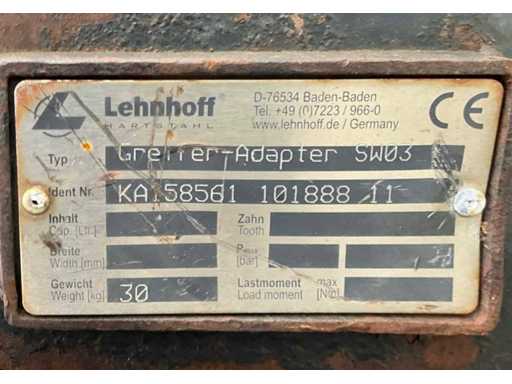 Lehnhoff®
HARTSTAHL
D-76534 Baden-Baden
Tel. +49 (0)7223 / 966-0
www.lehnhoff.de / Germany
CE
Typ Greifer-Adapter SW03
Ident Nr. KA158561 101888 11
Inhalt
Cap. [Ltr.]
Zahn
Tooth
Breite
Width [mm]
Pmax
[bar]
Gewicht
Weight [kg] 30
Lastmoment max
Load moment [Nm]